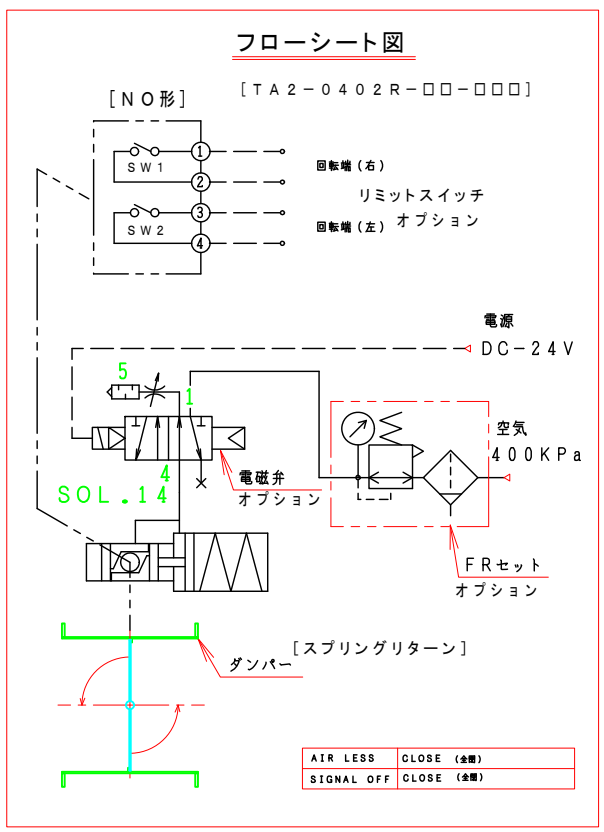 フローシート図
[TA2-0402R-□□-□□□]
[NO形]
SW1
1
2
回転端(右)
リミットスイッチ
オプション
SW2
3
4
回転端(左)
電源
DC-24V
5
1
空気
400KPa
4
SOL.14
電磁弁
オプション
FRセット
オプション
[スプリングリターン]
ダンパー
AIR LESS CLOSE (全閉)
SIGNAL OFF CLOSE (全閉)